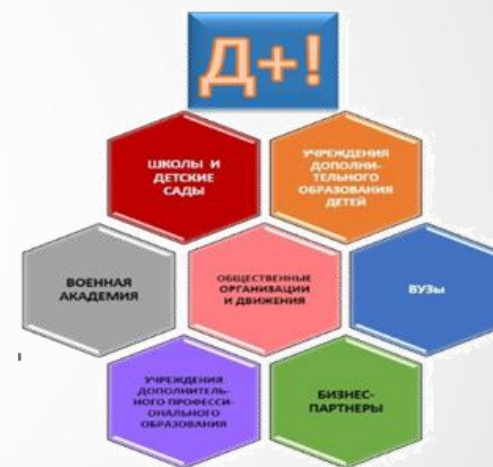 Д+!
ШКОЛЫ И
ДЕТСКИЕ
САДЫ
УЧРЕЖДЕНИЯ
ДОПОЛНИ-
ТЕЛЬНОГО
ОБРАЗОВАНИЯ
ДЕТЕЙ
ВОЕННАЯ
АКАДЕМИЯ
ОБЩЕСТВЕННЫЕ
ОРГАНИЗАЦИИ
И ДВИЖЕНИЯ
ВУЗы
УЧРЕЖДЕНИЯ
ДОПОЛНИТЕЛЬ-
НОГО ПРОФЕССИ-
ОНАЛЬНОГО
ОБРАЗОВАНИЯ
БИЗНЕС-
ПАРТНЕРЫ